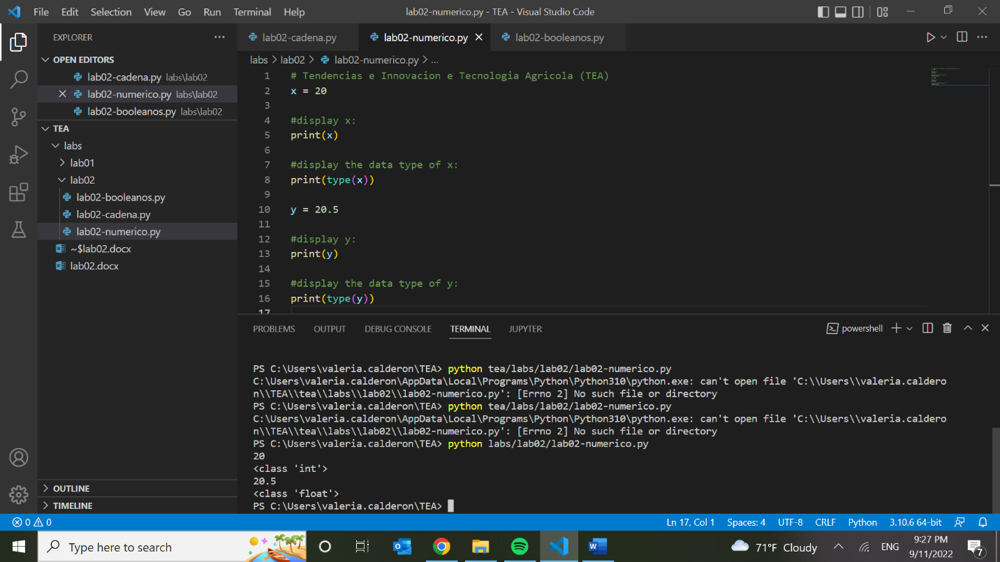 File Edit Selection View Go Run Terminal Help
lab02-numerico.py - TEA - Visual Studio Code
EXPLORER
OPEN EDITORS
lab02-cadena.py labs\lab02
lab02-numerico.py labs\lab02
lab02-booleanos.py labs\lab02
TEA
labs
lab01
lab02
lab02-booleanos.py
lab02-cadena.py
lab02-numerico.py
~$lab02.docx
lab02.docx
OUTLINE
TIMELINE
lab02-cadena.py lab02-numerico.py lab02-booleanos.py
labs > lab02 > lab02-numerico.py > ...
1 # Tendencias e Innovacion e Tecnologia Agricola (TEA)
2 x = 20
3
4 #display x:
5 print(x)
6
7 #display the data type of x:
8 print(type(x))
9
10 y = 20.5
11
12 #display y:
13 print(y)
14
15 #display the data type of y:
16 print(type(y))
17
PROBLEMS OUTPUT DEBUG CONSOLE TERMINAL JUPYTER
powershell
PS C:\Users\valeria.calderon\TEA> python tea/labs/lab02/lab02-numerico.py
C:\Users\valeria.calderon\AppData\Local\Programs\Python\Python310\python.exe: can't open file 'C:\\Users\\valeria.caldero
n\\TEA\\tea\\labs\\lab02\\lab02-numerico.py': [Errno 2] No such file or directory
PS C:\Users\valeria.calderon\TEA> python tea/labs/lab02/lab02-numerico.py
C:\Users\valeria.calderon\AppData\Local\Programs\Python\Python310\python.exe: can't open file 'C:\\Users\\valeria.caldero
n\\TEA\\tea\\labs\\lab02\\lab02-numerico.py': [Errno 2] No such file or directory
PS C:\Users\valeria.calderon\TEA> python labs/lab02/lab02-numerico.py
20
<class 'int'>
20.5
<class 'float'>
PS C:\Users\valeria.calderon\TEA>
0 0
Ln 17, Col 1 Spaces: 4 UTF-8 CRLF Python 3.10.6 64-bit
Type here to search
71°F Cloudy
ENG
9:27 PM
9/11/2022
7